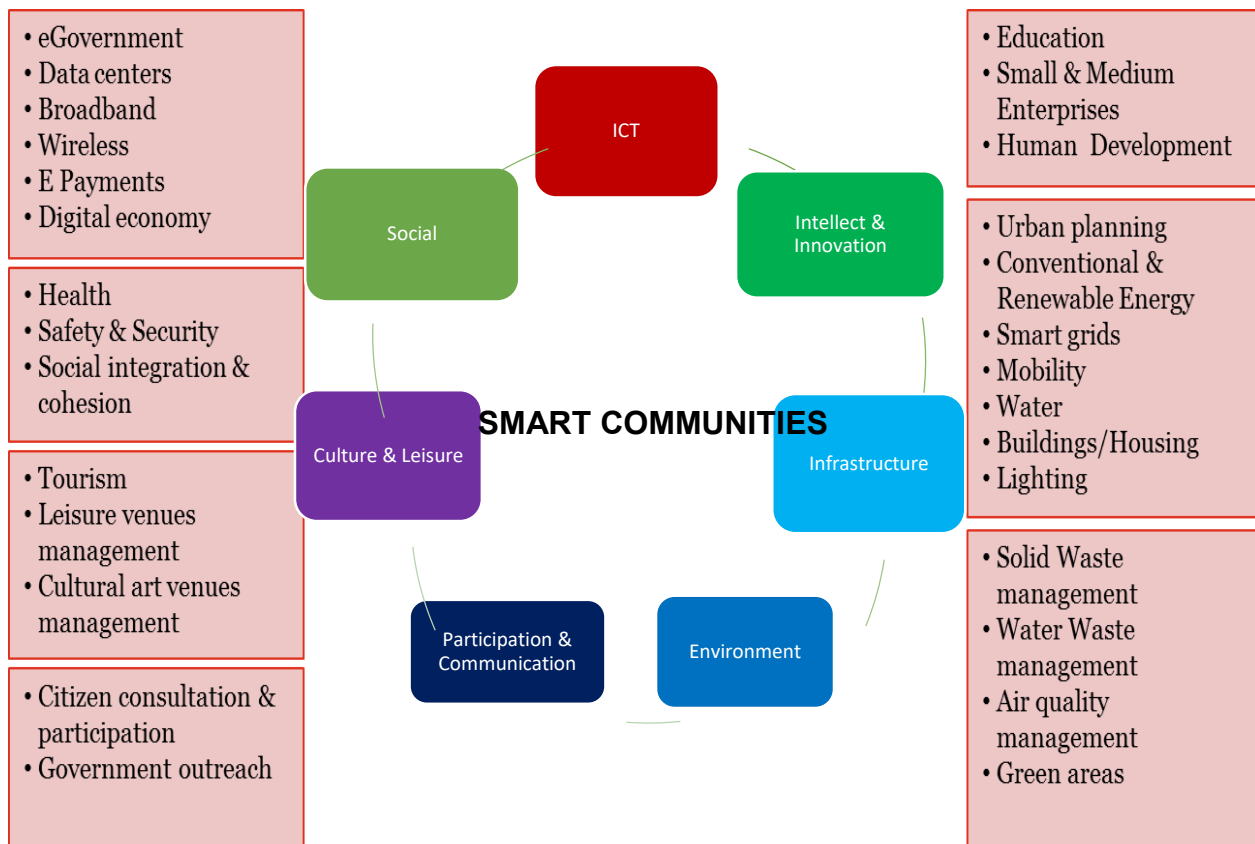 • eGovernment
• Data centers
• Broadband
• Wireless
• E Payments
• Digital economy
• Health
• Safety & Security
• Social integration &
cohesion
• Tourism
• Leisure venues
management
• Cultural art venues
management
• Citizen consultation &
participation
• Government outreach
ICT
Social
Intellect &
Innovation
SMART COMMUNITIES
Culture & Leisure
Infrastructure
Participation &
Communication
Environment
• Education
• Small & Medium
Enterprises
• Human Development
• Urban planning
• Conventional &
Renewable Energy
• Smart grids
• Mobility
• Water
• Buildings/Housing
• Lighting
• Solid Waste
management
• Water Waste
management
• Air quality
management
• Green areas